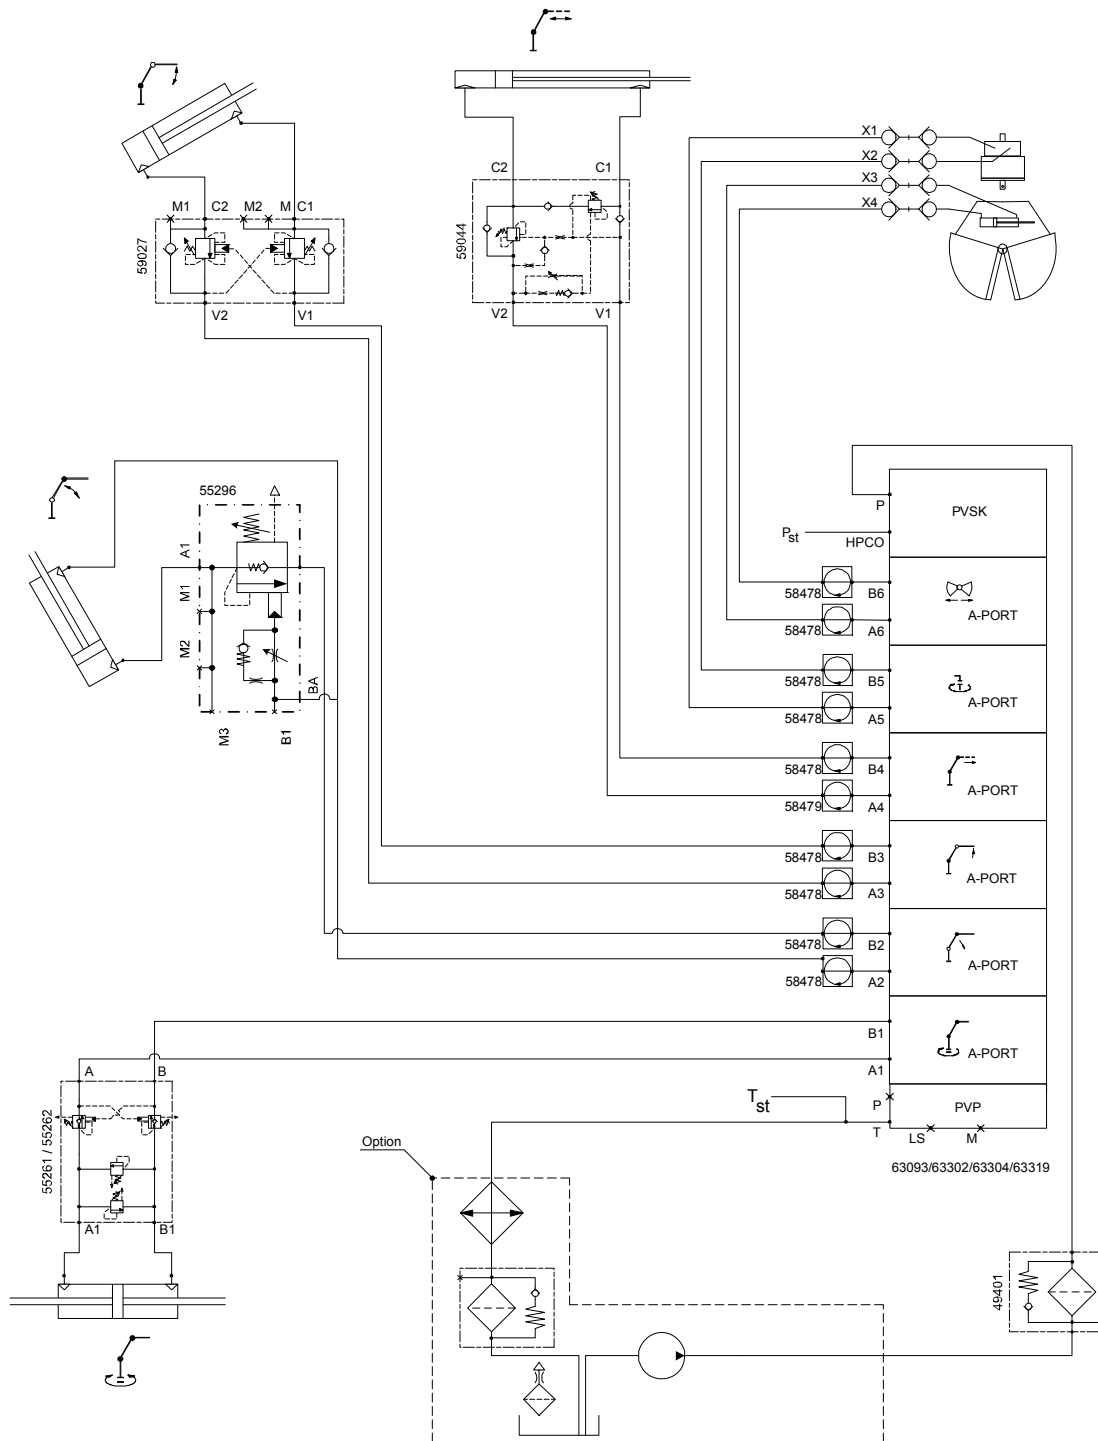 X1
X2
X3
X4
C2
C1
59044
V2
V1
M1
C2
M2
M
C1
59027
V2
V1
55296
A1
M1
M2
BA
M3
B1
P
PVSK
Pst
HPCO
58478
B6
A-PORT
58478
A6
58478
B5
A-PORT
58478
A5
58478
B4
A-PORT
58479
A4
58478
B3
A-PORT
58478
A3
58478
B2
A-PORT
58478
A2
B1
A-PORT
A1
A
B
55261 / 55262
A1
B1
Tst
P
PVP
T
LS
M
63093/63302/63304/63319
Option
49401